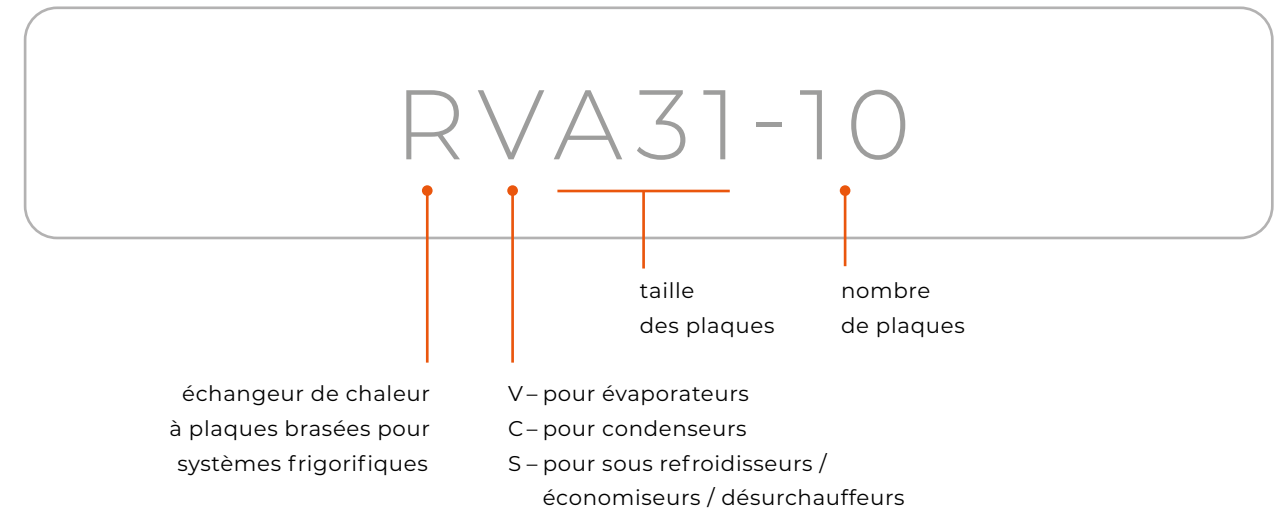 RVA31-10
taille
des plaques
nombre
de plaques
échangeur de chaleur
à plaques brasées pour
systèmes frigorifiques
V – pour évaporateurs
C – pour condenseurs
S – pour sous refroidisseurs /
économiseurs / désurchauffeurs